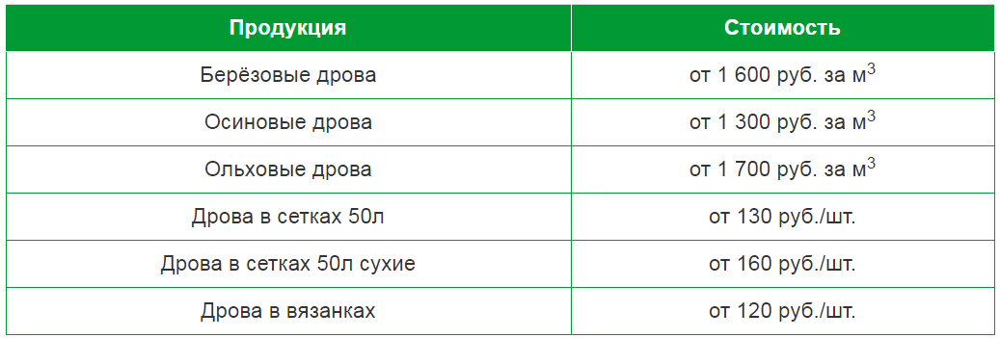 Продукция Стоимость
Берёзовые дрова от 1 600 руб. за м³
Осиновые дрова от 1 300 руб. за м³
Ольховые дрова от 1 700 руб. за м³
Дрова в сетках 50л от 130 руб./шт.
Дрова в сетках 50л сухие от 160 руб./шт.
Дрова в вязанках от 120 руб./шт.